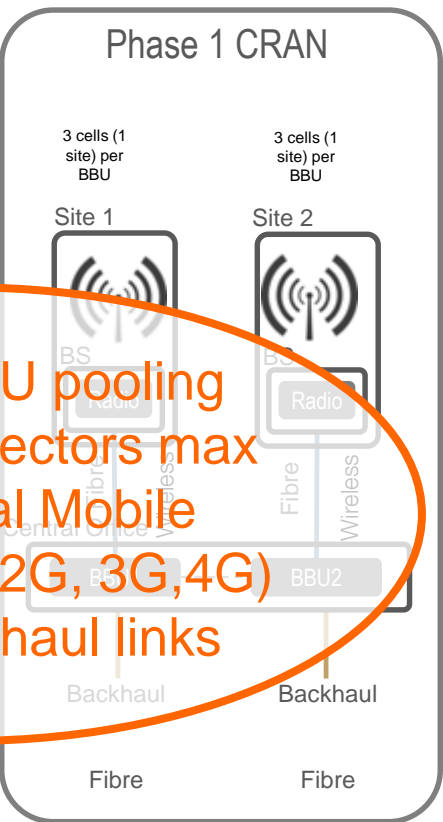 Phase 1 CRAN
3 cells (1
site) per
BBU
3 cells (1
site) per
BBU
Site 1
Site 2
BS
Radio
Radio
U pooling
ectors max
al Mobile
2G, 3G,4G)
haul links
Fibre
Wireless
Fibre
Wireless
Central Office
BBU2
Backhaul
Backhaul
Fibre
Fibre